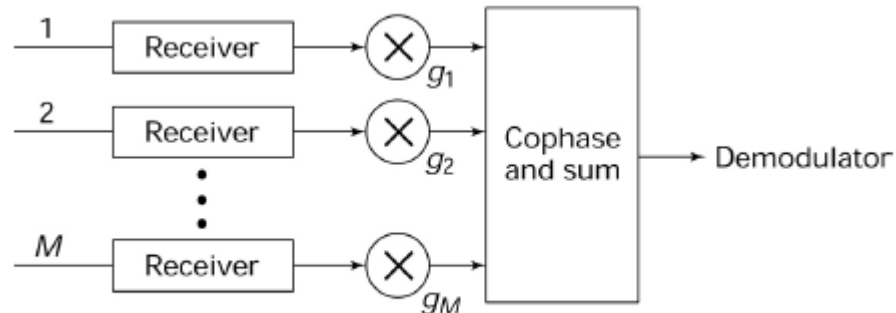 1 Receiver g1
2 Receiver g2
Cophase
and sum
Demodulator
M Receiver gM